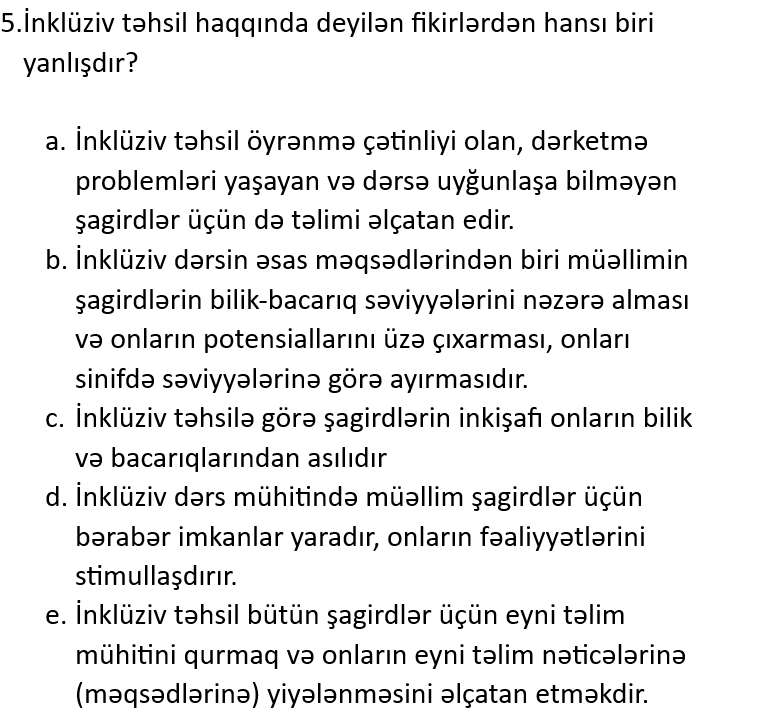 5.İnklüziv təhsil haqqında deyilən fikirlərdən hansı biri
yanlışdır?
a. İnklüziv təhsil öyrənmə çətinliyi olan, dərketmə
problemləri yaşayan və dərsə uyğunlaşa bilməyən
şagirdlər üçün də təlimi əlçatan edir.
b. İnklüziv dərsin əsas məqsədlərindən biri müəllimin
şagirdlərin bilik-bacarıq səviyyələrini nəzərə alması
və onların potensiallarını üzə çıxarması, onları
sinifdə səviyyələrinə görə ayırmasıdır.
c. İnklüziv təhsilə görə şagirdlərin inkişafı onların bilik
və bacarıqlarından asılıdır
d. İnklüziv dərs mühitində müəllim şagirdlər üçün
bərabər imkanlar yaradır, onların fəaliyyətlərini
stimullaşdırır.
e. İnklüziv təhsil bütün şagirdlər üçün eyni təlim
mühitini qurmaq və onların eyni təlim nəticələrinə
(məqsədlərinə) yiyələnməsini əlçatan etməkdir.